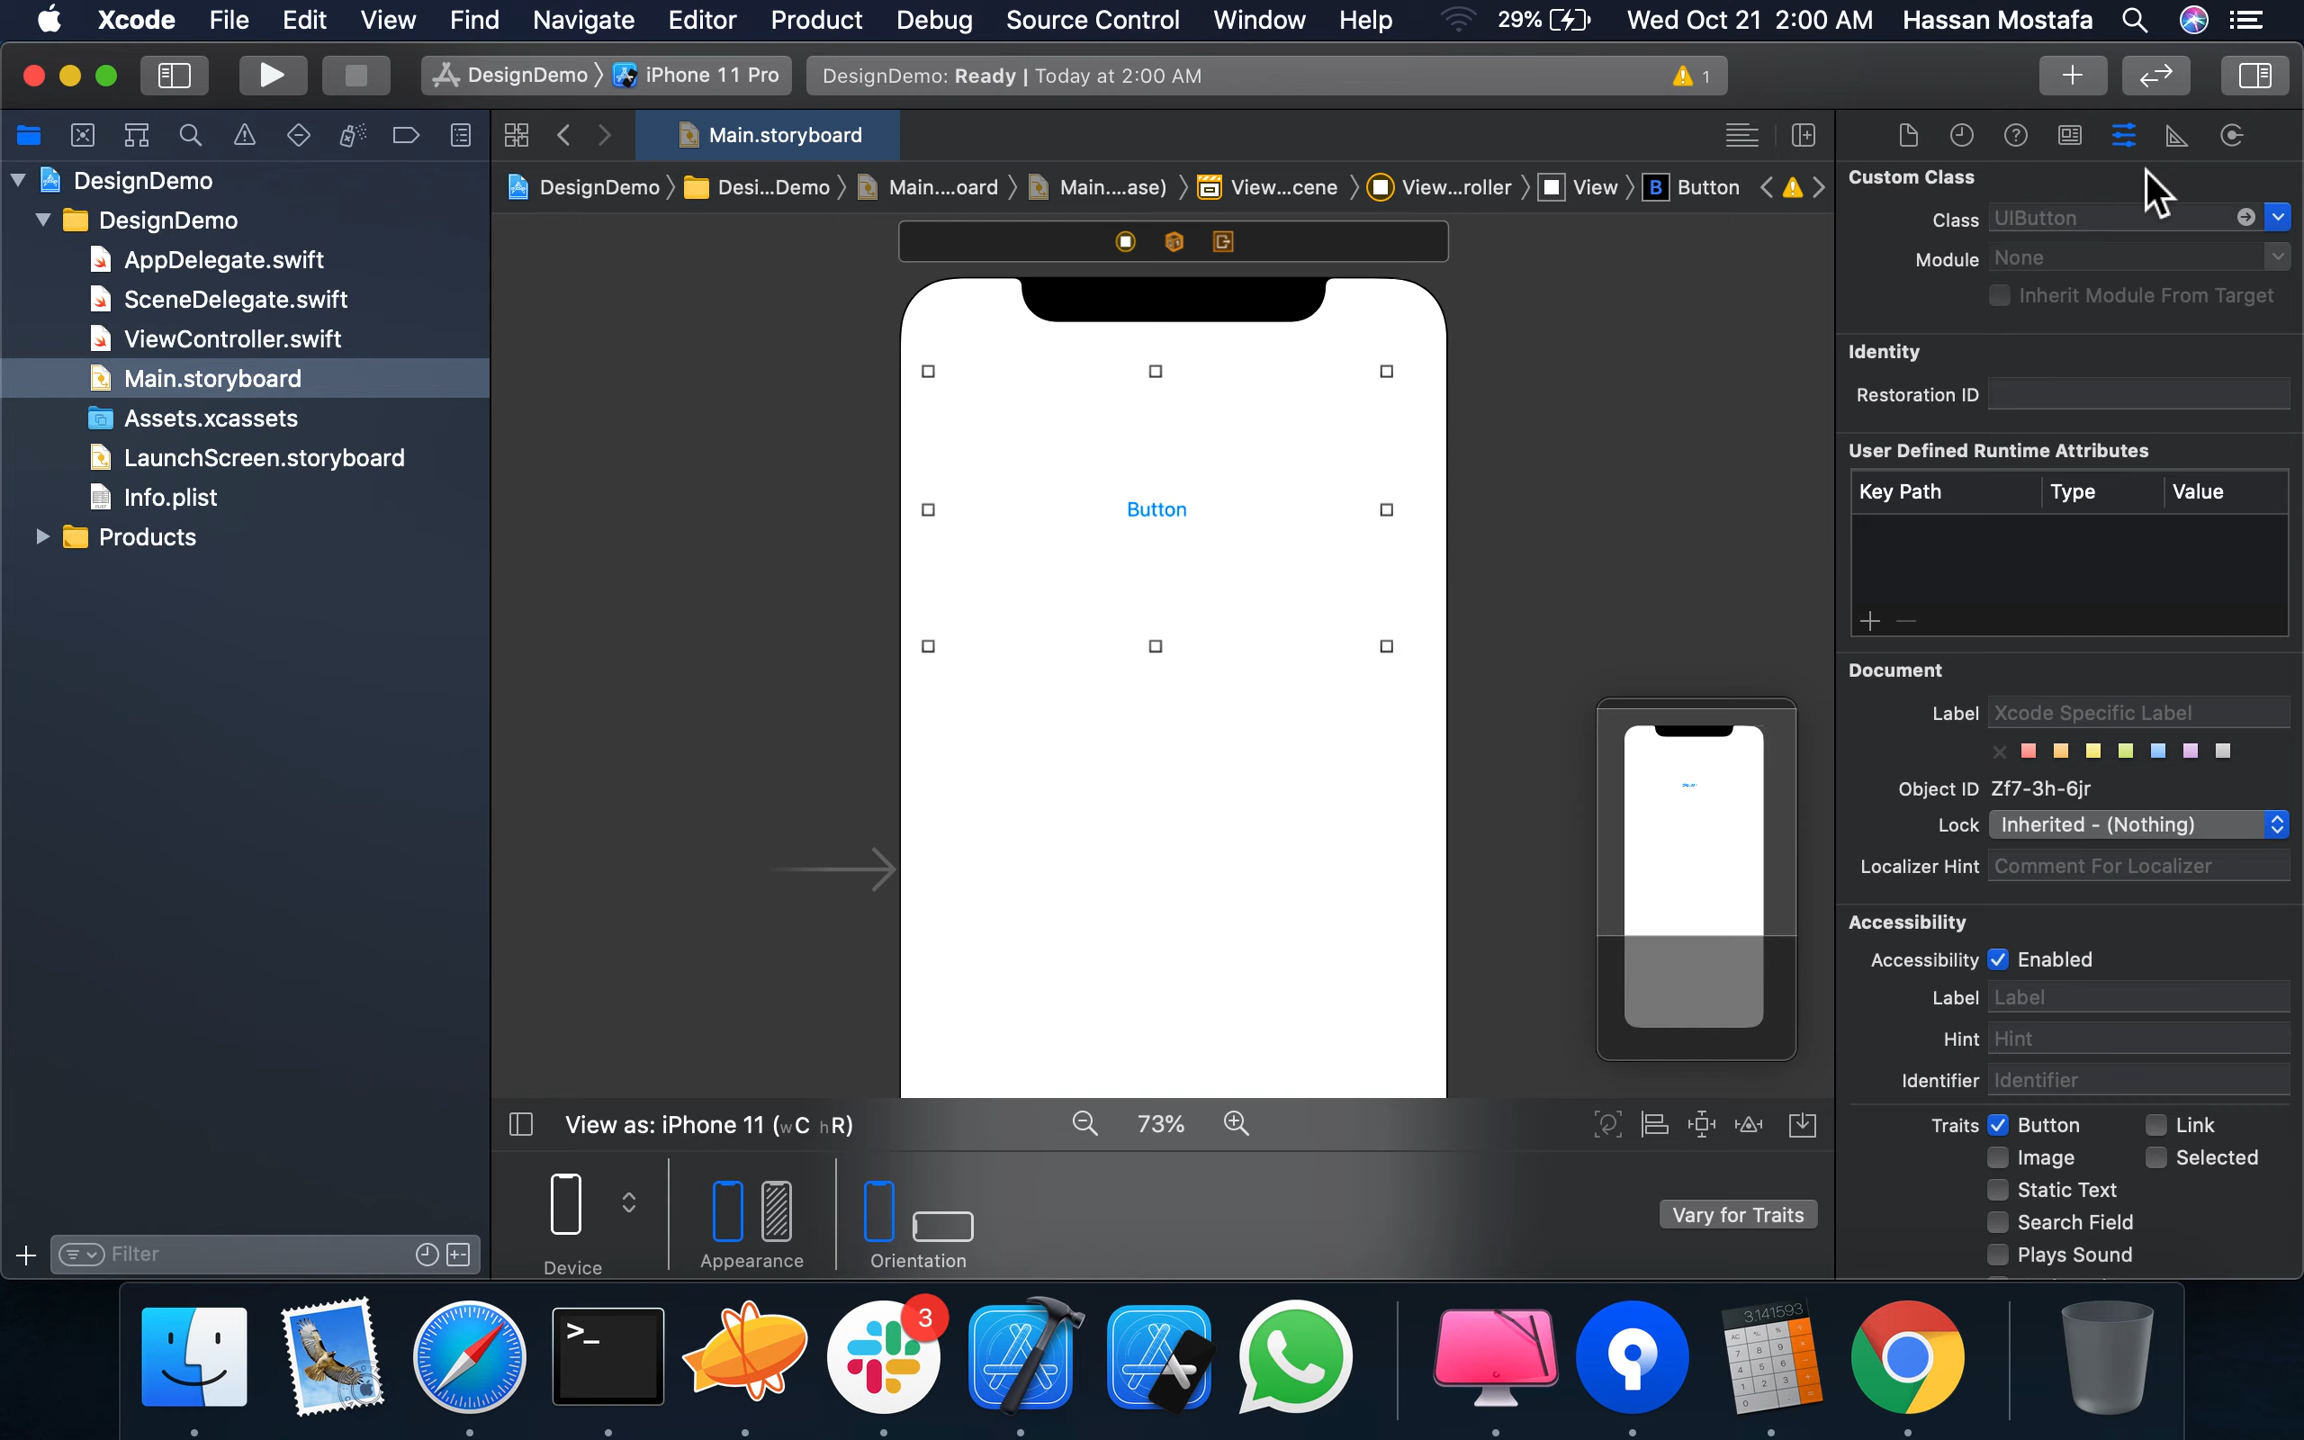 Xcode File Edit View Find Navigate Editor Product Debug Source Control Window Help 29% Wed Oct 21 2:00 AM Hassan Mostafa
DesignDemo iPhone 11 Pro DesignDemo: Ready | Today at 2:00 AM 1
Main.storyboard
DesignDemo Desi...Demo Main....oard Main....ase) View...cene View...roller View B Button
DesignDemo
DesignDemo
AppDelegate.swift
SceneDelegate.swift
ViewController.swift
Main.storyboard
Assets.xcassets
LaunchScreen.storyboard
Info.plist
Products
Filter
Button
View as: iPhone 11 (wC hR)
73%
Device
Appearance
Orientation
Vary for Traits
Custom Class
Class UIButton
Module None
Inherit Module From Target
Identity
Restoration ID
User Defined Runtime Attributes
Key Path Type Value
Document
Label Xcode Specific Label
Object ID Zf7-3h-6jr
Lock Inherited - (Nothing)
Localizer Hint Comment For Localizer
Accessibility
Accessibility Enabled
Label Label
Hint Hint
Identifier Identifier
Traits Button Link
Image Selected
Static Text
Search Field
Plays Sound
3
3.141593